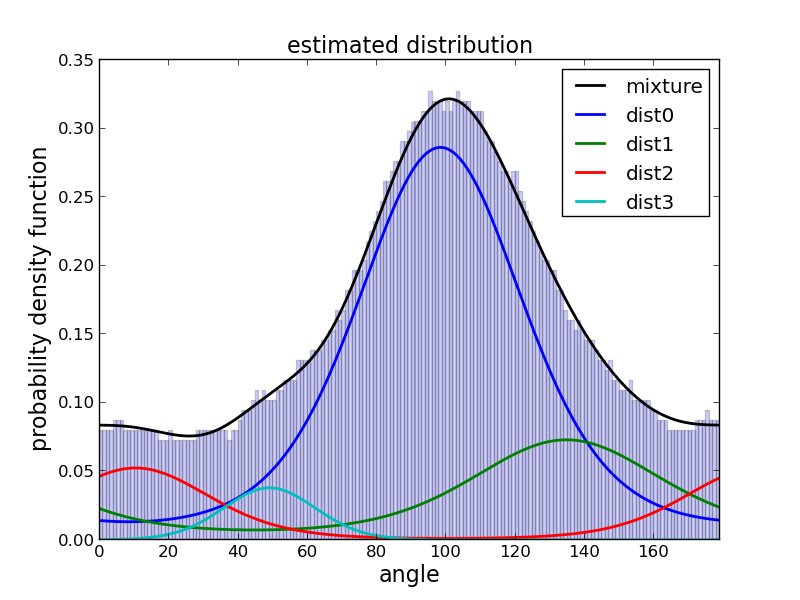 estimated distribution
0.35
0.30
0.25
0.20
0.15
0.10
0.05
0.00
probability density function
mixture
dist0
dist1
dist2
dist3
0 20 40 60 80 100 120 140 160
angle